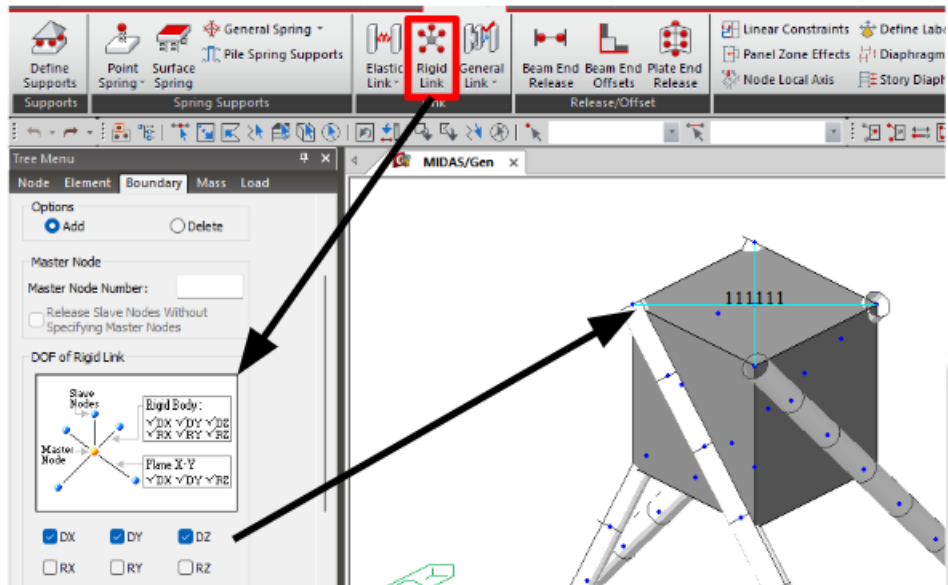 General Spring
Pile Spring Supports
Define
Supports
Point
Spring
Surface
Spring
Elastic
Link
Rigid
Link
General
Link
Beam End
Release
Beam End
Offsets
Plate End
Release
Linear Constraints
Panel Zone Effects
Node Local Axis
Define Labe
Diaphragm
Story Diaph
Supports
Spring Supports
Release/Offset
Tree Menu
MIDAS/Gen
Node Element Boundary Mass Load
Options
Add Delete
Master Node
Master Node Number:
Release Slave Nodes Without
Specifying Master Nodes
DOF of Rigid Link
Slave
Nodes
Rigid Body :
√DX √DY √DZ
√RX √RY √RZ
Master
Node
Plane X-Y
√DX √DY √RZ
DX DY DZ
RX RY RZ
111111